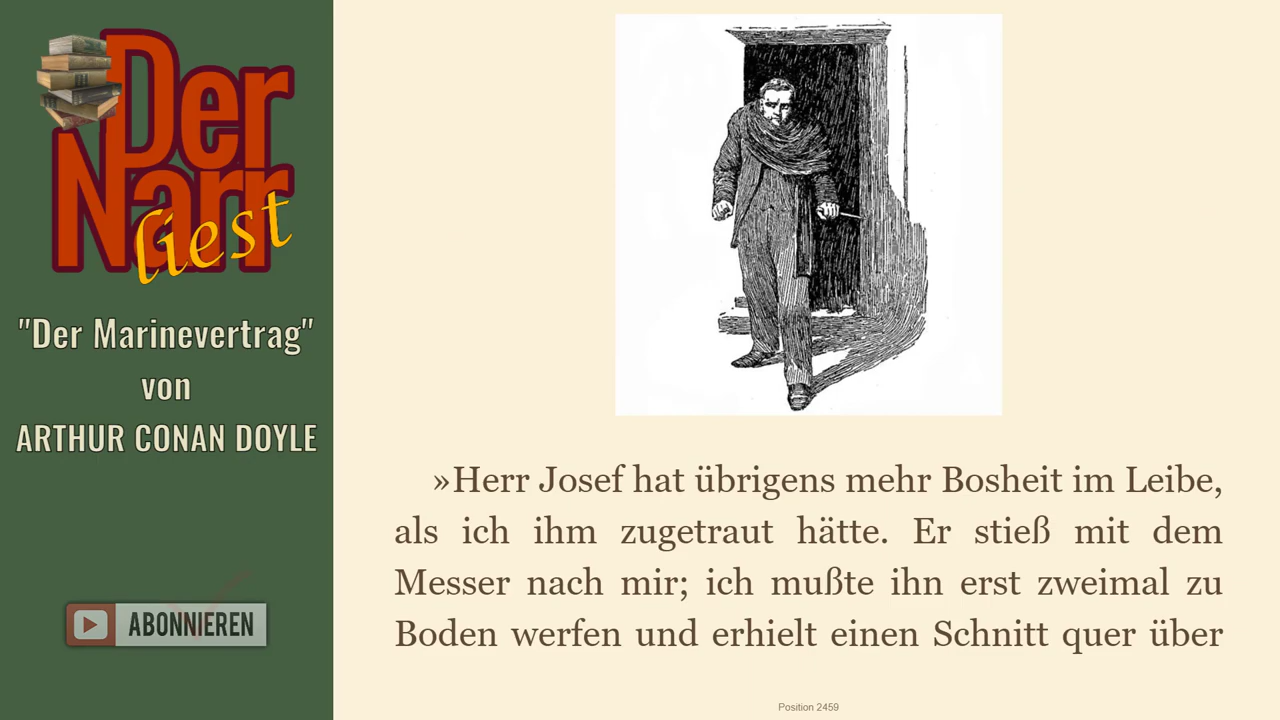 Der
Narr
liest
"Der Marinevertrag"
von
ARTHUR CONAN DOYLE
ABONNIEREN
»Herr Josef hat übrigens mehr Bosheit im Leibe,
als ich ihm zugetraut hätte. Er stieß mit dem
Messer nach mir; ich mußte ihn erst zweimal zu
Boden werfen und erhielt einen Schnitt quer über
Position 2459